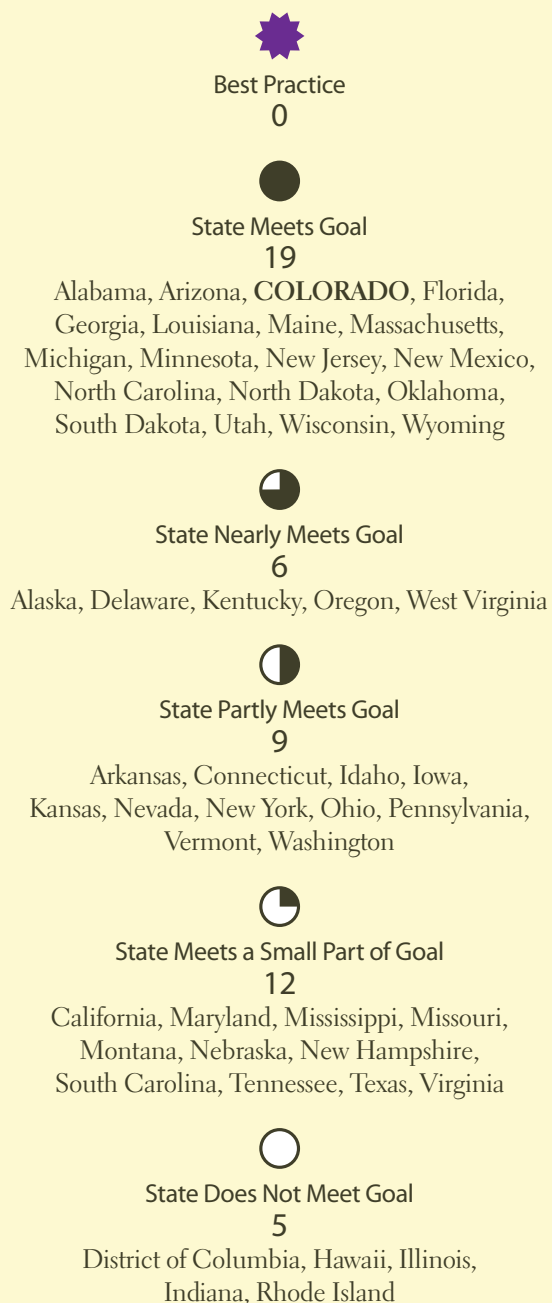 Best Practice
0
State Meets Goal
19
Alabama, Arizona, COLORADO, Florida,
Georgia, Louisiana, Maine, Massachusetts,
Michigan, Minnesota, New Jersey, New Mexico,
North Carolina, North Dakota, Oklahoma,
South Dakota, Utah, Wisconsin, Wyoming
State Nearly Meets Goal
6
Alaska, Delaware, Kentucky, Oregon, West Virginia
State Partly Meets Goal
9
Arkansas, Connecticut, Idaho, Iowa,
Kansas, Nevada, New York, Ohio, Pennsylvania,
Vermont, Washington
State Meets a Small Part of Goal
12
California, Maryland, Mississippi, Missouri,
Montana, Nebraska, New Hampshire,
South Carolina, Tennessee, Texas, Virginia
State Does Not Meet Goal
5
District of Columbia, Hawaii, Illinois,
Indiana, Rhode Island